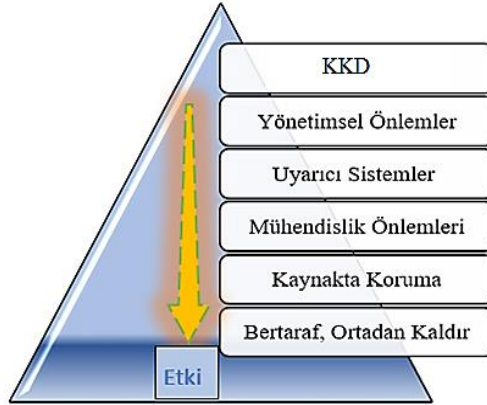 KKD
Yönetimsel Önlemler
Uyarıcı Sistemler
Mühendislik Önlemleri
Kaynakta Koruma
Bertaraf, Ortadan Kaldır
Etki